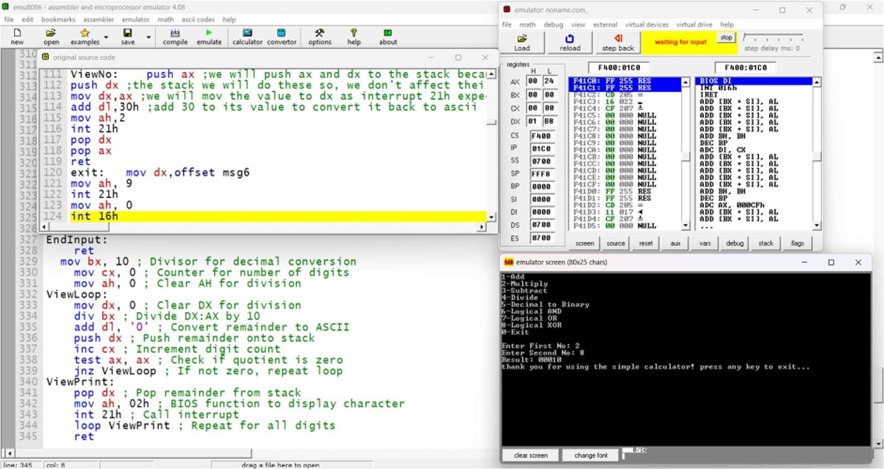 emu8086 - assembler and microprocessor emulator 4.08
file edit bookmarks assembler emulator math ascii codes help
new open examples save compile emulate calculator convertor options help about
original source code
111 ViewNo: push ax ;we will push ax and dx to the stack becau
112 push dx ;the stack we will do these so, we don't affect thei
113 mov dx,ax ;we will move the value to dx as interrupt 21h expe
114 add dl,30h ;add 30 to its value to convert it back to ascii
115 mov ah,2
116 int 21h
117 pop dx
118 pop ax
119 ret
120 exit: mov dx,offset msg6
121 mov ah, 9
122 int 21h
123 mov ah, 0
124 int 16h
327 EndInput:
328 ret
329 mov bx, 10 ; Divisor for decimal conversion
330 mov cx, 0 ; Counter for number of digits
331 mov ah, 0 ; Clear AH for division
332 ViewLoop:
333 mov dx, 0 ; Clear DX for division
334 div bx ; Divide DX:AX by 10
335 add dl, '0' ; Convert remainder to ASCII
336 push dx ; Push remainder onto stack
337 inc cx ; Increment digit count
338 test ax, ax ; Check if quotient is zero
339 jnz ViewLoop ; If not zero, repeat loop
340 ViewPrint:
341 pop dx ; Pop remainder from stack
342 mov ah, 02h ; BIOS function to display character
343 int 21h ; Call interrupt
344 loop ViewPrint ; Repeat for all digits
345 ret
line: 345 col: 8 drag a file here to open
emulator: noname.com_
file math debug view external virtual devices virtual drive help
Load reload step back waiting for input stop step delay ms: 0
registers F400:01C0 F400:01C0
H L
AX 00 24
BX 00 00
CX 00 00
DX 01 B8
CS F400
IP 01C0
SS 0700
SP FFF8
BP 0000
SI 0000
DI 0000
DS 0700
ES 0700
F41C0: FF 255 RES
F41C1: FF 255 RES
F41C2: CD 205 =
F41C3: 16 022
F41C4: CF 207
F41C5: 00 000 NULL
F41C6: 00 000 NULL
F41C7: 00 000 NULL
F41C8: 00 000 NULL
F41C9: 00 000 NULL
F41CA: 00 000 NULL
F41CB: 00 000 NULL
F41CC: 00 000 NULL
F41CD: 00 000 NULL
F41CE: 00 000 NULL
F41CF: 00 000 NULL
F41D0: FF 255 RES
F41D1: FF 255 RES
F41D2: CD 205 =
F41D3: 11 017
F41D4: CF 207
F41D5: 00 000 NULL
BIOS DI
INT 016h
IRET
ADD [BX + SI], AL
ADD [BX + SI], AL
ADD [BX + SI], AL
ADD [BX + SI], AL
ADD [BX + SI], AL
ADD BH, BH
DEC BP
ADC DI, CX
ADD [BX + SI], AL
ADD [BX + SI], AL
ADD [BX + SI], AL
ADD [BX + SI], AL
ADD [BX + SI], AL
ADD BH, BH
DEC BP
ADC AX, 000CFh
ADD [BX + SI], AL
ADD [BX + SI], AL
...
screen source reset aux vars debug stack flags
emulator screen (80x25 chars)
1-Add
2-Multiply
3-Subtract
4-Divide
5-Decimal to Binary
6-Logical AND
7-Logical OR
8-Logical XOR
0-Exit
Enter First No: 2
Enter Second No: 8
Result: 00010
thank you for using the simple calculator! press any key to exit...
clear screen change font 0/16